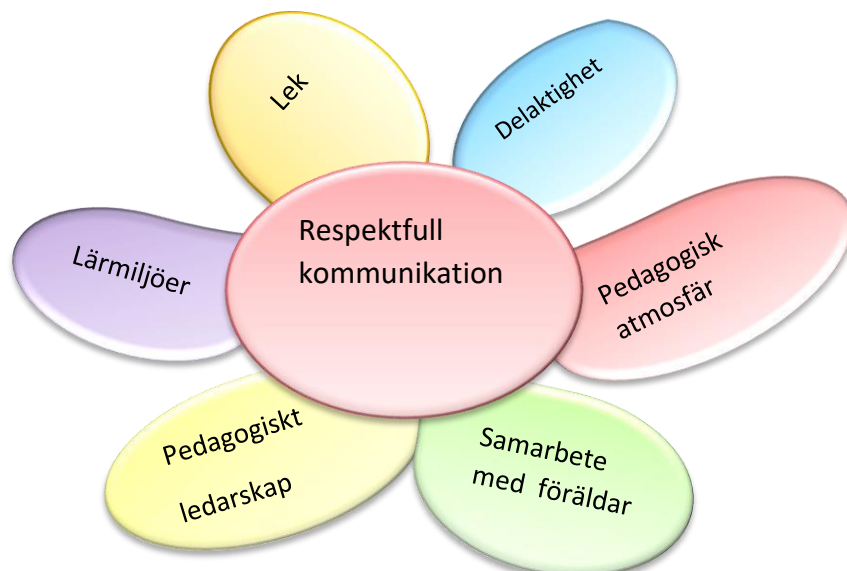 Lek
Delaktighet
Respektfull
kommunikation
Lärmiljöer
Pedagogisk
atmosfär
Pedagogiskt
ledarskap
Samarbete
med föräldar